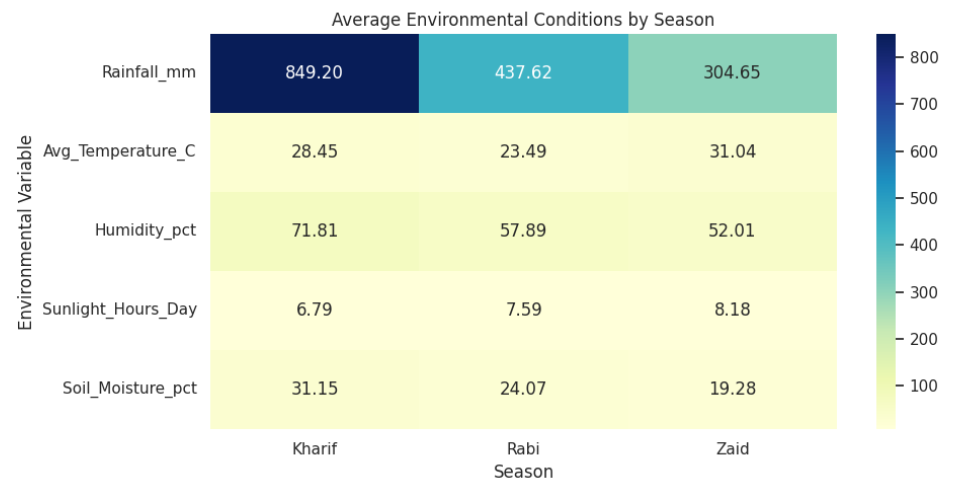 Average Environmental Conditions by Season
Environmental Variable
Rainfall_mm 849.20 437.62 304.65
Avg_Temperature_C 28.45 23.49 31.04
Humidity_pct 71.81 57.89 52.01
Sunlight_Hours_Day 6.79 7.59 8.18
Soil_Moisture_pct 31.15 24.07 19.28
Kharif Rabi Zaid
Season
800
700
600
500
400
300
200
100